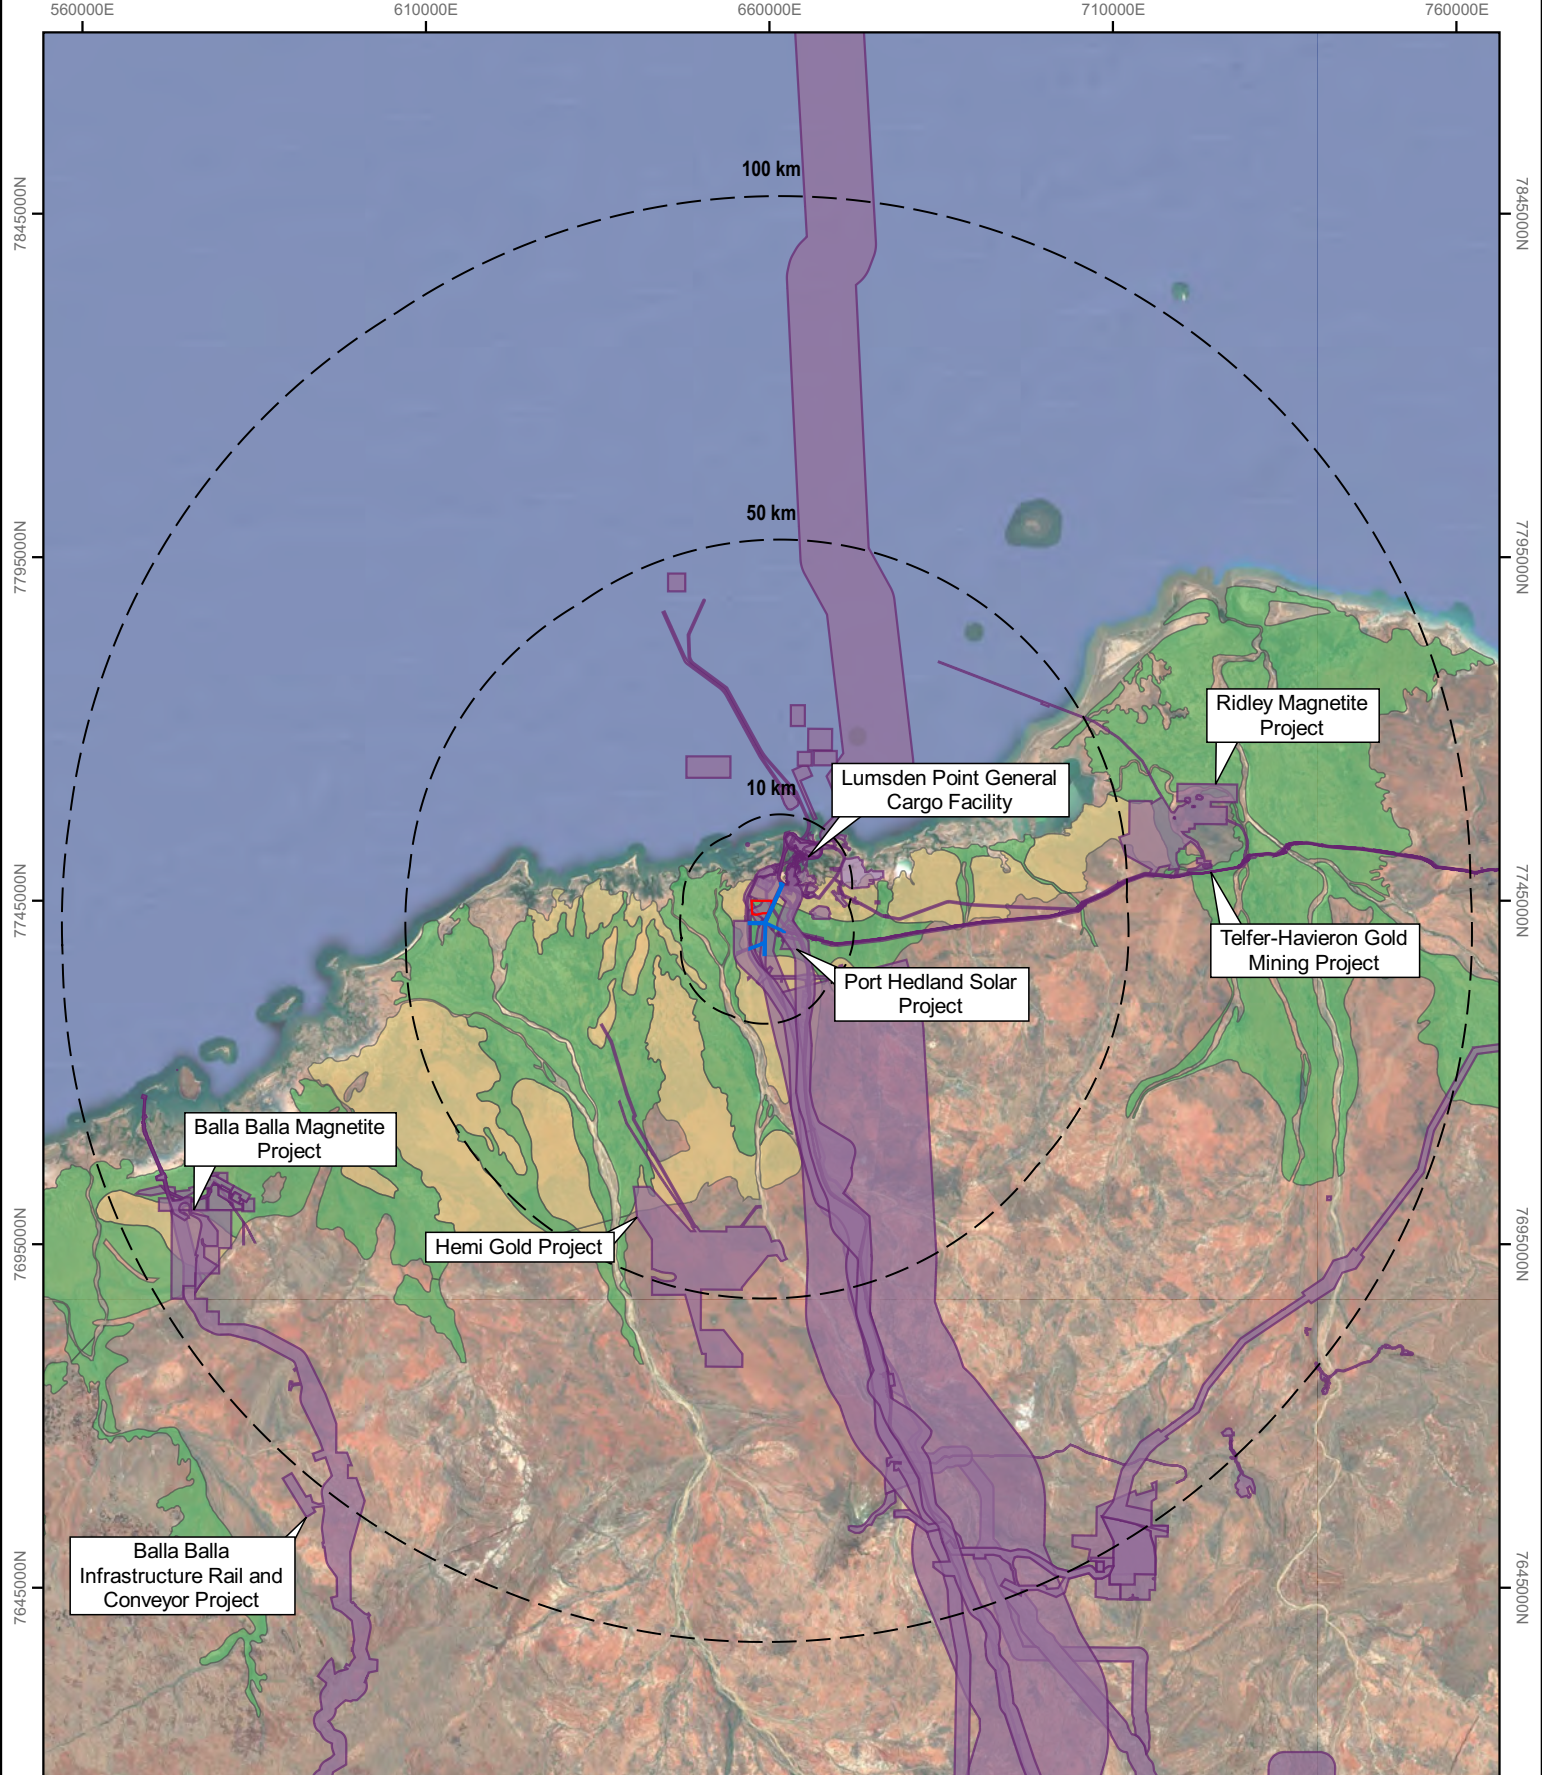 560000E
610000E
660000E
710000E
760000E
100 km
7845000N
7845000N
50 km
7795000N
7795000N
Ridley Magnetite
Project
Lumsden Point General
Cargo Facility
10 km
7745000N
7745000N
Telfer-Havieron Gold
Mining Project
Port Hedland Solar
Project
Balla Balla Magnetite
Project
Hemi Gold Project
7695000N
7695000N
Balla Balla
Infrastructure Rail and
Conveyor Project
7645000N
7645000N